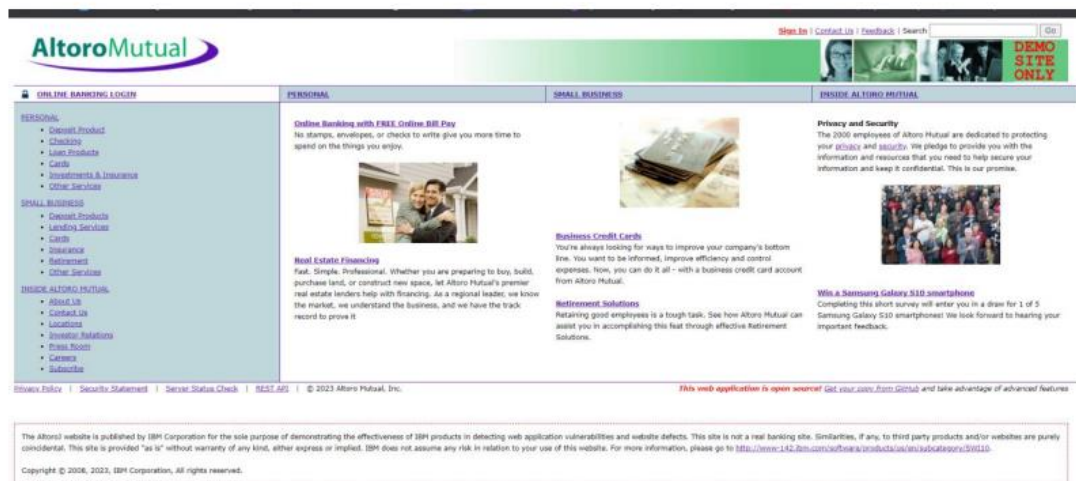 Sign In | Contact Us | Feedback | Search
Go
AltoroMutual
DEMO
SITE
ONLY
ONLINE BANKING LOGIN
PERSONAL
SMALL BUSINESS
INSIDE ALTORO MUTUAL
PERSONAL
Deposit Product
Checking
Loan Products
Cards
Investments & Insurance
Other Services
SMALL BUSINESS
Deposit Products
Lending Services
Cards
Insurance
Retirement
Other Services
INSIDE ALTORO MUTUAL
About Us
Contact Us
Locations
Investor Relations
Press Room
Careers
Subscribe
Online Banking with FREE Online Bill Pay
No stamps, envelopes, or checks to write give you more time to
spend on the things you enjoy.
Real Estate Financing
Fast. Simple. Professional. Whether you are preparing to buy, build,
purchase land, or construct new space, let Altoro Mutual's premier
real estate lenders help with financing. As a regional leader, we know
the market, we understand the business, and we have the track
record to prove it
Business Credit Cards
You're always looking for ways to improve your company's bottom
line. You want to be informed, improve efficiency and control
expenses. Now, you can do it all - with a business credit card account
from Altoro Mutual.
Retirement Solutions
Retaining good employees is a tough task. See how Altoro Mutual can
assist you in accomplishing this feat through effective Retirement
Solutions.
Privacy and Security
The 2000 employees of Altoro Mutual are dedicated to protecting
your privacy and security. We pledge to provide you with the
information and resources that you need to help secure your
information and keep it confidential. This is our promise.
Win a Samsung Galaxy S10 smartphone
Completing this short survey will enter you in a draw for 1 of 5
Samsung Galaxy S10 smartphones! We look forward to hearing your
important feedback.
Privacy Policy | Security Statement | Server Status Check | REST API | © 2023 Altoro Mutual, Inc.
This web application is open source! Get your copy from GitHub and take advantage of advanced features
The AltoroJ website is published by IBM Corporation for the sole purpose of demonstrating the effectiveness of IBM products in detecting web application vulnerabilities and website defects. This site is not a real banking site. Similarities, if any, to third party products and/or websites are purely
coincidental. This site is provided "as is" without warranty of any kind, either express or implied. IBM does not assume any risk in relation to your use of this website. For more information, please go to http://www-142.ibm.com/software/products/us/en/subcategory/SWI10.
Copyright © 2008, 2023, IBM Corporation, All rights reserved.